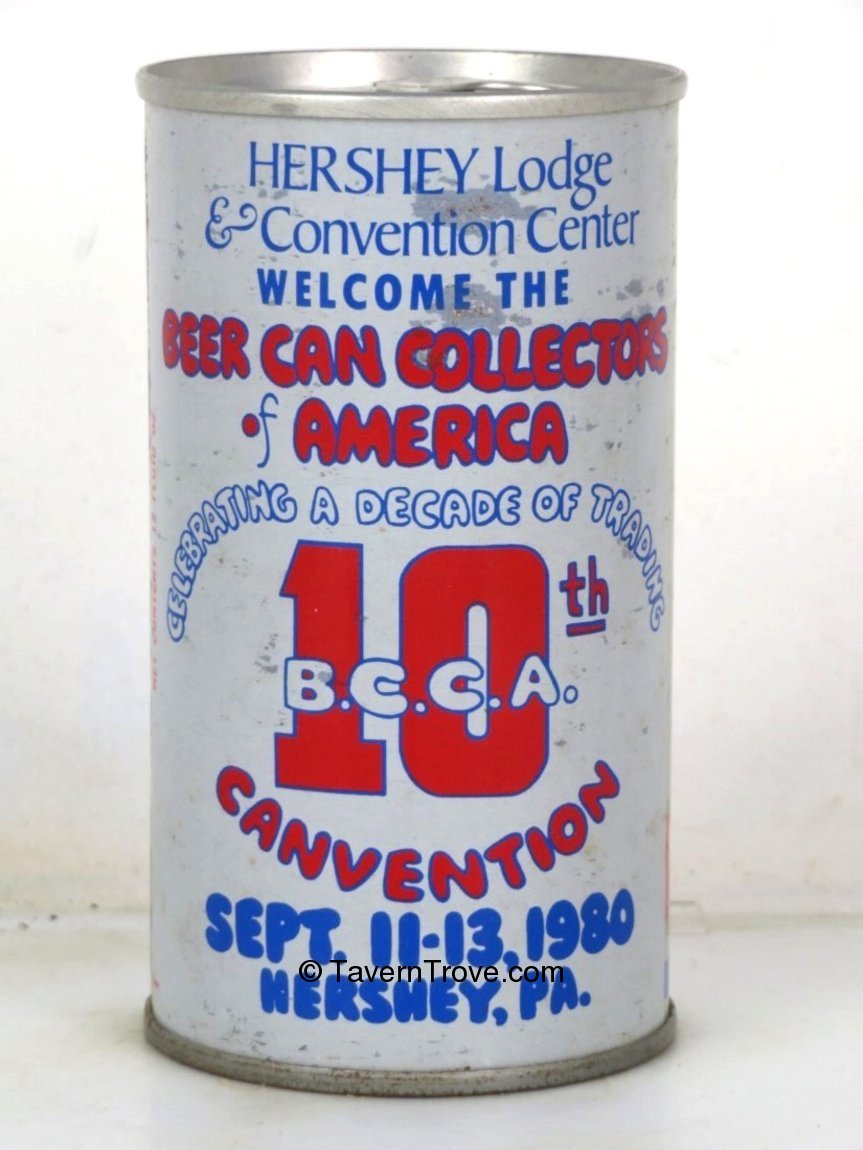 HERSHEY Lodge
& Convention Center
WELCOME THE
BEER CAN COLLECTORS
of AMERICA
CELEBRATING A DECADE OF TRADING
10th
B.C.C.A.
CANVENTION
SEPT. 11-13, 1980
© TavernTrove.com
HERSHEY, PA.